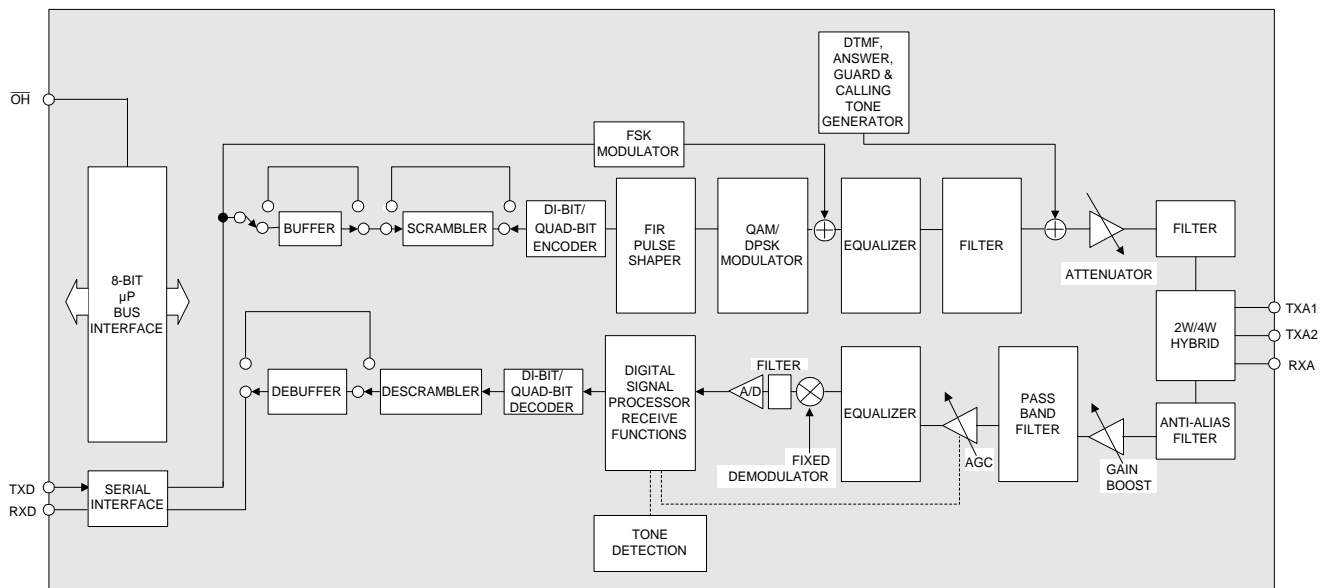 DTMF,
ANSWER,
GUARD &
CALLING
TONE
GENERATOR
OH
FSK
MODULATOR
BUFFER
SCRAMBLER
DI-BIT/
QUAD-BIT
ENCODER
FIR
PULSE
SHAPER
QAM/
DPSK
MODULATOR
EQUALIZER
FILTER
ATTENUATOR
FILTER
8-BIT
µP
BUS
INTERFACE
2W/4W
HYBRID
TXA1
TXA2
RXA
DEBUFFER
DESCRAMBLER
DI-BIT/
QUAD-BIT
DECODER
DIGITAL
SIGNAL
PROCESSOR
RECEIVE
FUNCTIONS
A/D
FILTER
FIXED
DEMODULATOR
EQUALIZER
AGC
PASS
BAND
FILTER
GAIN
BOOST
ANTI-ALIAS
FILTER
TXD
RXD
SERIAL
INTERFACE
TONE
DETECTION